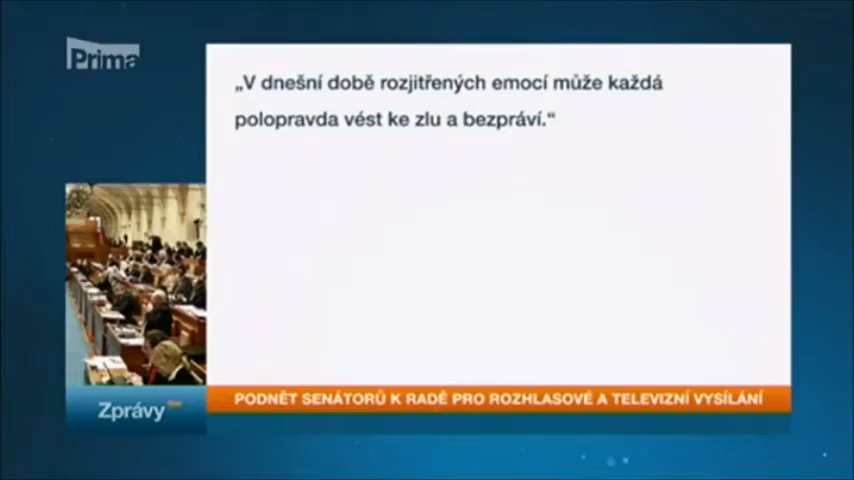 Prima
„V dnešní době rozjitřených emocí může každá
polopravda vést ke zlu a bezpráví.“
PODNĚT SENÁTORŮ K RADĚ PRO ROZHLASOVÉ A TELEVIZNÍ VYSÍLÁNÍ
Zprávy